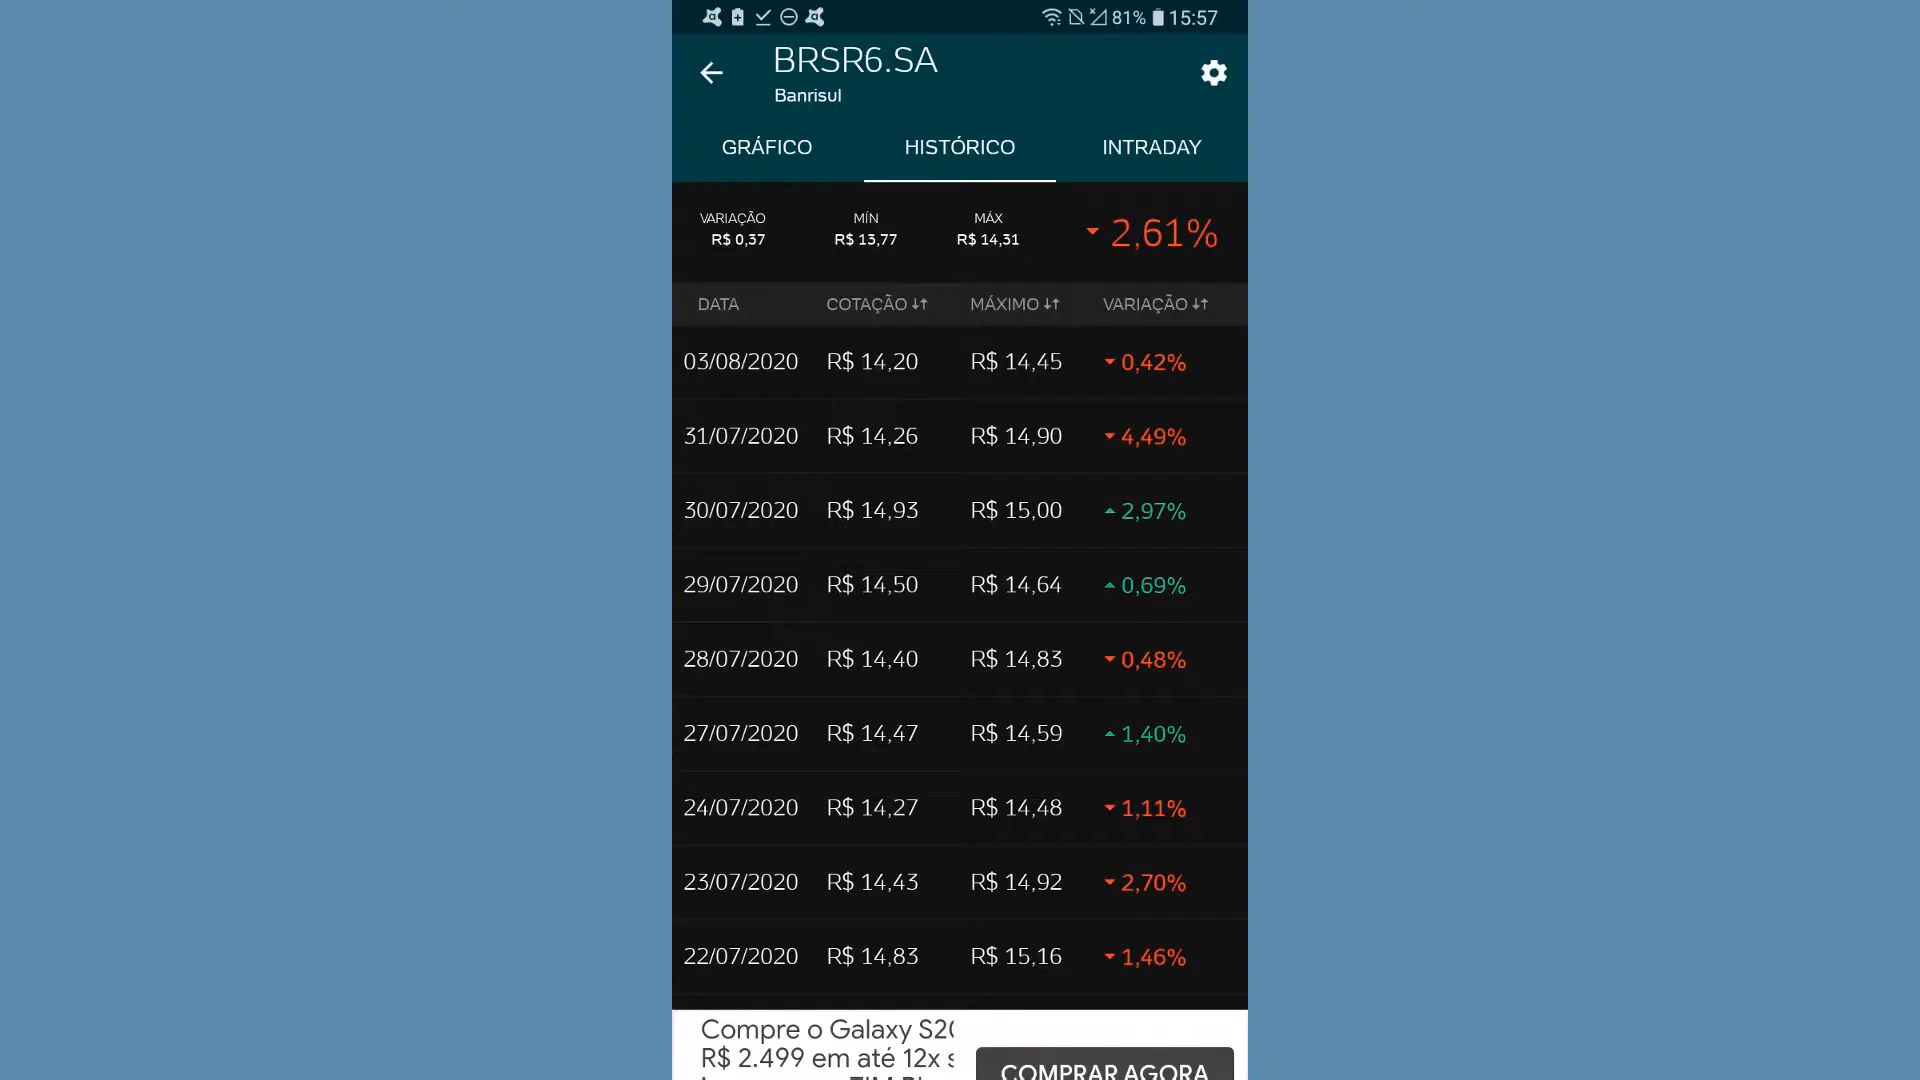 81% 15:57
BRSR6.SA
Banrisul
GRÁFICO HISTÓRICO INTRADAY
VARIAÇÃO MÍN MÁX
R$ 0,37 R$ 13,77 R$ 14,31 2,61%
DATA COTAÇÃO MÁXIMO VARIAÇÃO
03/08/2020 R$ 14,20 R$ 14,45 0,42%
31/07/2020 R$ 14,26 R$ 14,90 4,49%
30/07/2020 R$ 14,93 R$ 15,00 2,97%
29/07/2020 R$ 14,50 R$ 14,64 0,69%
28/07/2020 R$ 14,40 R$ 14,83 0,48%
27/07/2020 R$ 14,47 R$ 14,59 1,40%
24/07/2020 R$ 14,27 R$ 14,48 1,11%
23/07/2020 R$ 14,43 R$ 14,92 2,70%
22/07/2020 R$ 14,83 R$ 15,16 1,46%
Compre o Galaxy
R$ 2.499 em até 12x
COMPRAR AGORA